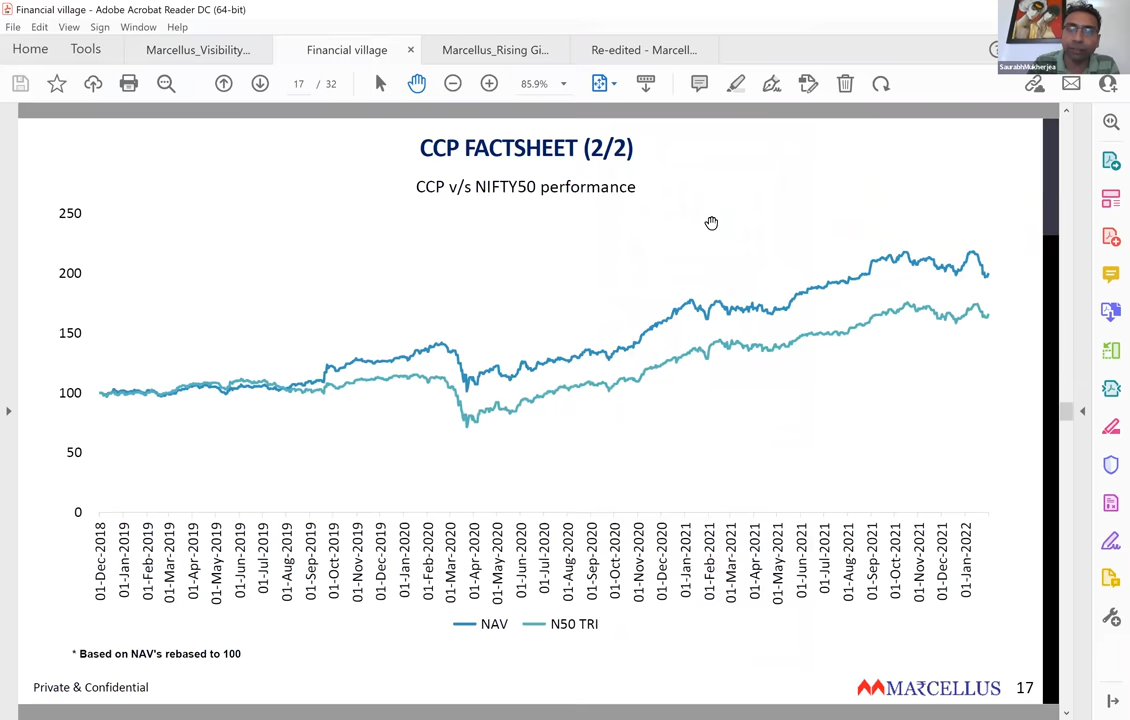 Financial village - Adobe Acrobat Reader DC (64-bit)
File Edit View Sign Window Help
Home Tools Marcellus_Visibility... Financial village × Marcellus_Rising Gi... Re-edited - Marcell...
SaurabhMukherjea
17 / 32 85.9%
CCP FACTSHEET (2/2)
CCP v/s NIFTY50 performance
250
200
150
100
50
0
01-Dec-2018
01-Jan-2019
01-Feb-2019
01-Mar-2019
01-Apr-2019
01-May-2019
01-Jun-2019
01-Jul-2019
01-Aug-2019
01-Sep-2019
01-Oct-2019
01-Nov-2019
01-Dec-2019
01-Jan-2020
01-Feb-2020
01-Mar-2020
01-Apr-2020
01-May-2020
01-Jun-2020
01-Jul-2020
01-Aug-2020
01-Sep-2020
01-Oct-2020
01-Nov-2020
01-Dec-2020
01-Jan-2021
01-Feb-2021
01-Mar-2021
01-Apr-2021
01-May-2021
01-Jun-2021
01-Jul-2021
01-Aug-2021
01-Sep-2021
01-Oct-2021
01-Nov-2021
01-Dec-2021
01-Jan-2022
NAV N50 TRI
* Based on NAV's rebased to 100
Private & Confidential
MARCELLUS 17